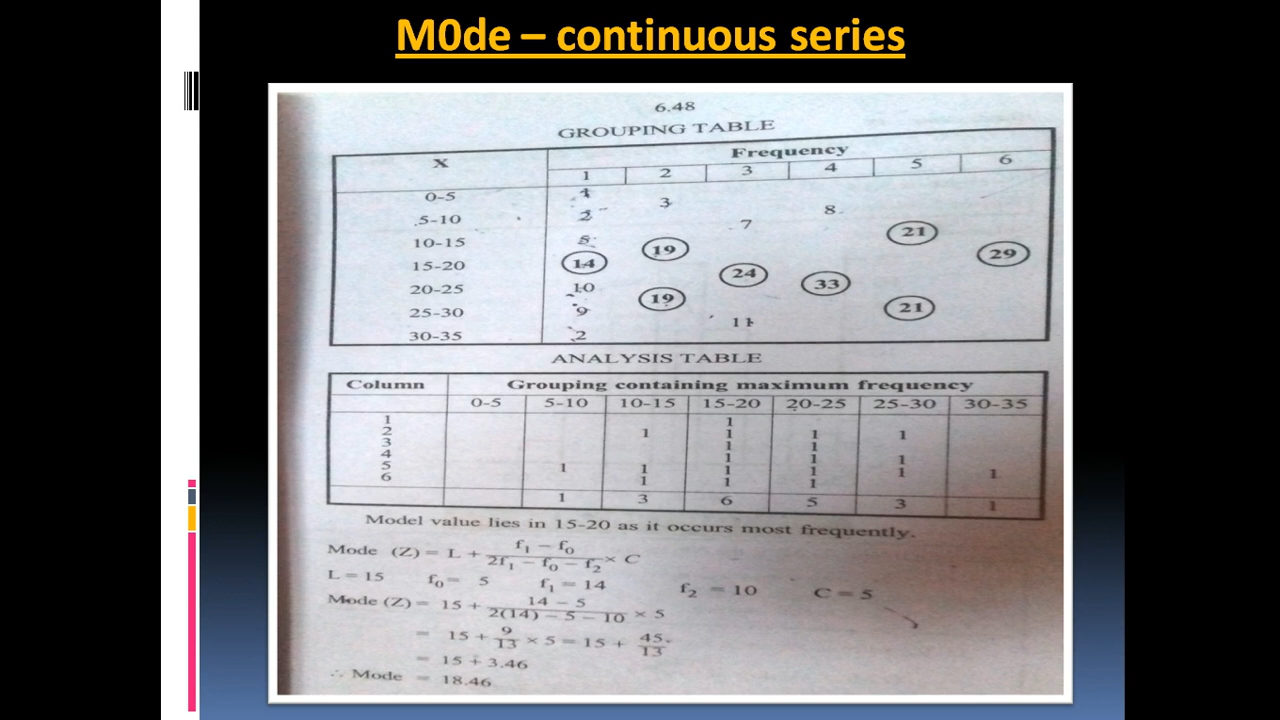 M0de – continuous series
6.48
GROUPING TABLE
X Frequency
1 2 3 4 5 6
0-5 1 3
5-10 2 7 8
10-15 5 19 21
15-20 14 24 29
20-25 10 19 33
25-30 9 11 21
30-35 2
ANALYSIS TABLE
Column Grouping containing maximum frequency
0-5 5-10 10-15 15-20 20-25 25-30 30-35
1 1
2 1 1 1 1
3 1 1
4 1 1 1
5 1 1 1 1 1 1
6 1 1 1
1 3 6 5 3 1
Model value lies in 15-20 as it occurs most frequently.
Mode (Z) = L + f₁ – f₀ / 2f₁ – f₀ – f₂ × C
L = 15 f₀ = 5 f₁ = 14 f₂ = 10 C = 5
Mode (Z) = 15 + 14 – 5 / 2(14) – 5 – 10 × 5
= 15 + 9/13 × 5 = 15 + 45/13
= 15 + 3.46
∴ Mode = 18.46